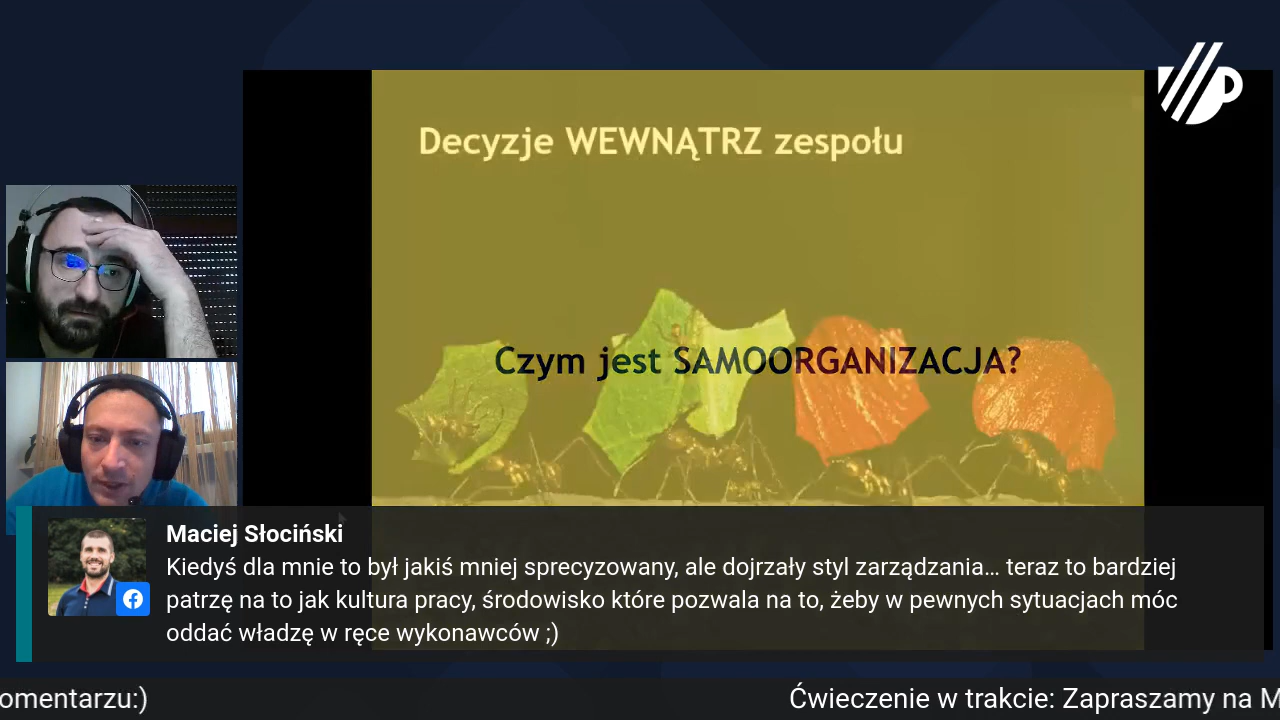 Decyzje WEWNĄTRZ zespołu
Czym jest SAMOORGANIZACJA?
Maciej Słociński
Kiedyś dla mnie to był jakiś mniej sprecyzowany, ale dojrzały styl zarządzania... teraz to bardziej
patrzę na to jak kultura pracy, środowisko które pozwala na to, żeby w pewnych sytuacjach móc
oddać władzę w ręce wykonawców ;)
omentarzu:) Ćwieczenie w trakcie: Zapraszamy na M